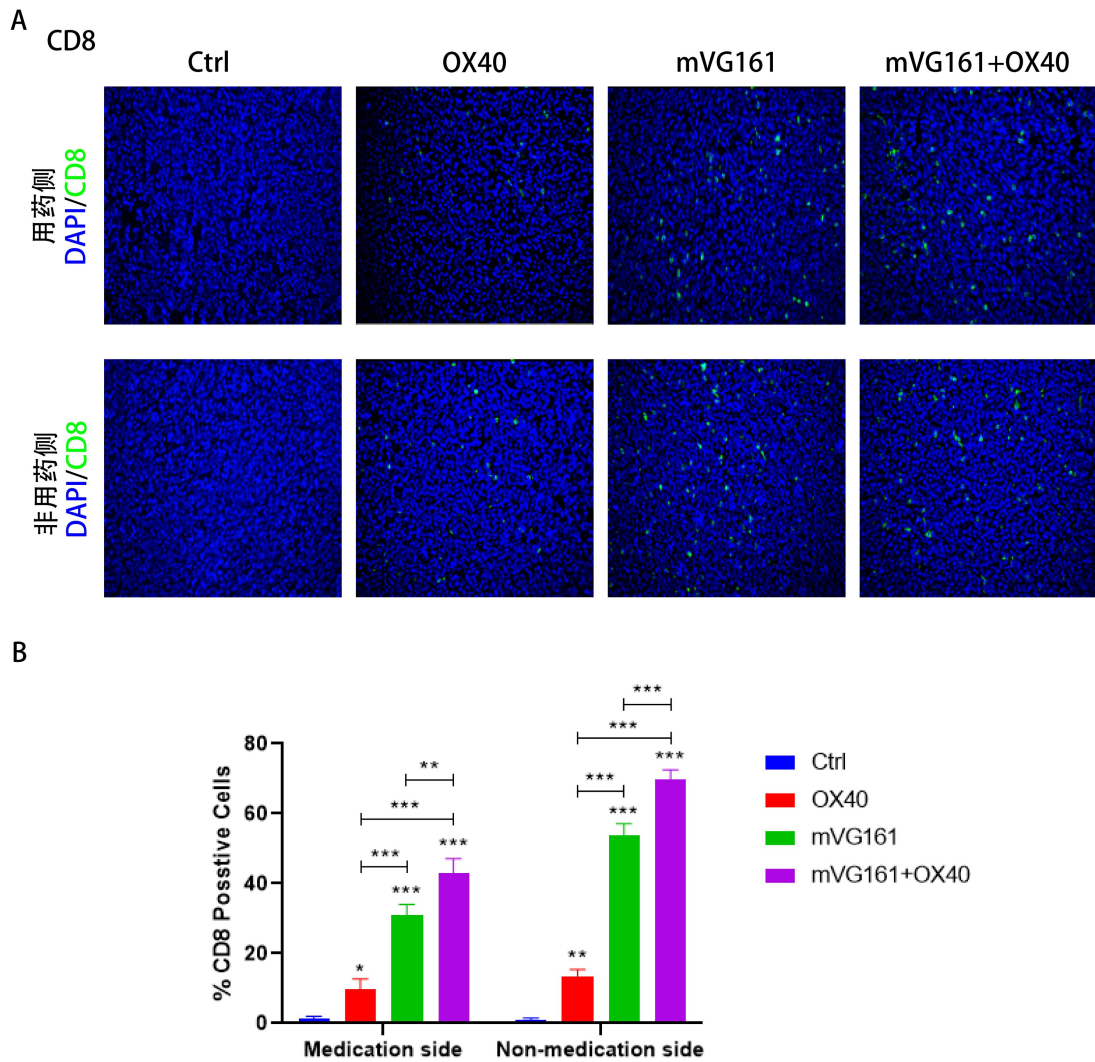 A
CD8
Ctrl
OX40
mVG161
mVG161+OX40
用药侧
DAPI/CD8
非用药侧
DAPI/CD8
B
% CD8 Posstive Cells
80
60
40
20
0
*
***
***
***
***
**
**
***
***
***
***
***
Medication side
Non-medication side
Ctrl
OX40
mVG161
mVG161+OX40